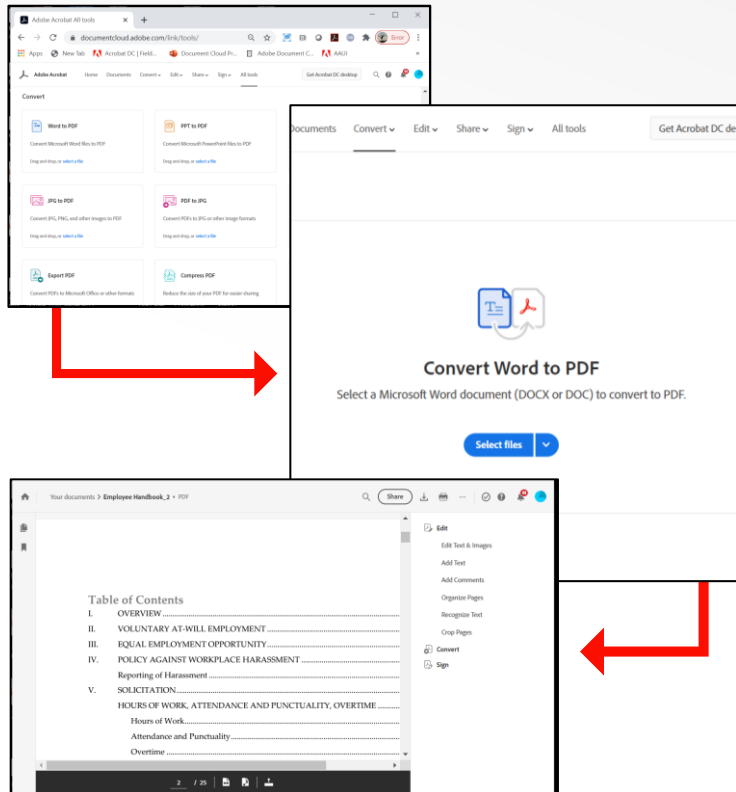 Adobe Acrobat All tools
documentcloud.adobe.com/link/tools/
Error
Apps New Tab Acrobat DC | Field... Document Cloud Pr... Adobe Document C... AAUI »
Adobe Acrobat Home Documents Convert Edit Share Sign All tools Get Acrobat DC desktop
Convert
Word to PDF
Convert Microsoft Word files to PDF
Drag and drop, or select a file
PPT to PDF
Convert Microsoft PowerPoint files to PDF
Drag and drop, or select a file
JPG to PDF
Convert JPG, PNG, and other images to PDF
Drag and drop, or select a file
PDF to JPG
Convert PDFs to JPG or other image formats
Drag and drop, or select a file
Export PDF
Convert PDFs to Microsoft Office or other formats
Compress PDF
Reduce the size of your PDF for easier sharing
Documents Convert Edit Share Sign All tools Get Acrobat DC de
Convert Word to PDF
Select a Microsoft Word document (DOCX or DOC) to convert to PDF.
Select files
Your documents > Employee Handbook_2 • PDF
Share
Table of Contents
I. OVERVIEW
II. VOLUNTARY AT-WILL EMPLOYMENT
III. EQUAL EMPLOYMENT OPPORTUNITY
IV. POLICY AGAINST WORKPLACE HARASSMENT
Reporting of Harassment
V. SOLICITATION
HOURS OF WORK, ATTENDANCE AND PUNCTUALITY, OVERTIME
Hours of Work
Attendance and Punctuality
Overtime
2 / 25
Edit
Edit Text & Images
Add Text
Add Comments
Organize Pages
Recognize Text
Crop Pages
Convert
Sign